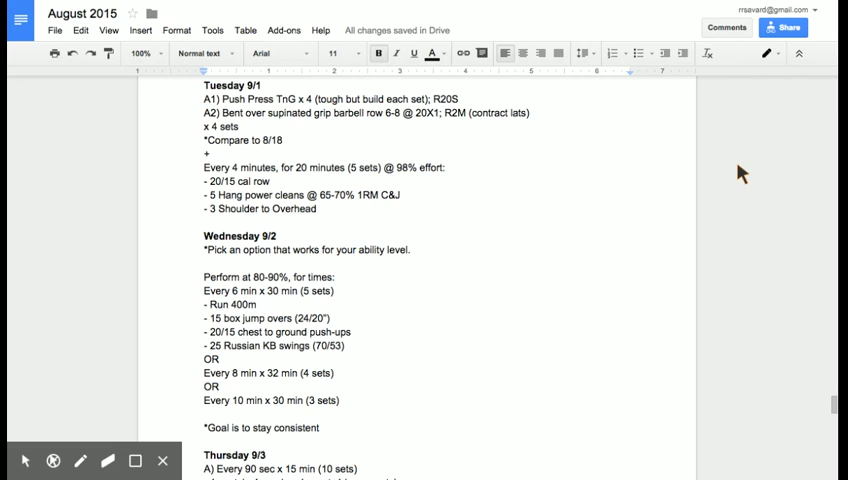 August 2015
rrsavard@gmail.com
File Edit View Insert Format Tools Table Add-ons Help All changes saved in Drive
Comments Share
100% Normal text Arial 11 B I U A
1 1 2 3 4 5 6 7
Tuesday 9/1
A1) Push Press TnG x 4 (tough but build each set); R20S
A2) Bent over supinated grip barbell row 6-8 @ 20X1; R2M (contract lats)
x 4 sets
*Compare to 8/18
+
Every 4 minutes, for 20 minutes (5 sets) @ 98% effort:
- 20/15 cal row
- 5 Hang power cleans @ 65-70% 1RM C&J
- 3 Shoulder to Overhead
Wednesday 9/2
*Pick an option that works for your ability level.
Perform at 80-90%, for times:
Every 6 min x 30 min (5 sets)
- Run 400m
- 15 box jump overs (24/20")
- 20/15 chest to ground push-ups
- 25 Russian KB swings (70/53)
OR
Every 8 min x 32 min (4 sets)
OR
Every 10 min x 30 min (3 sets)
*Goal is to stay consistent
Thursday 9/3
A) Every 90 sec x 15 min (10 sets)